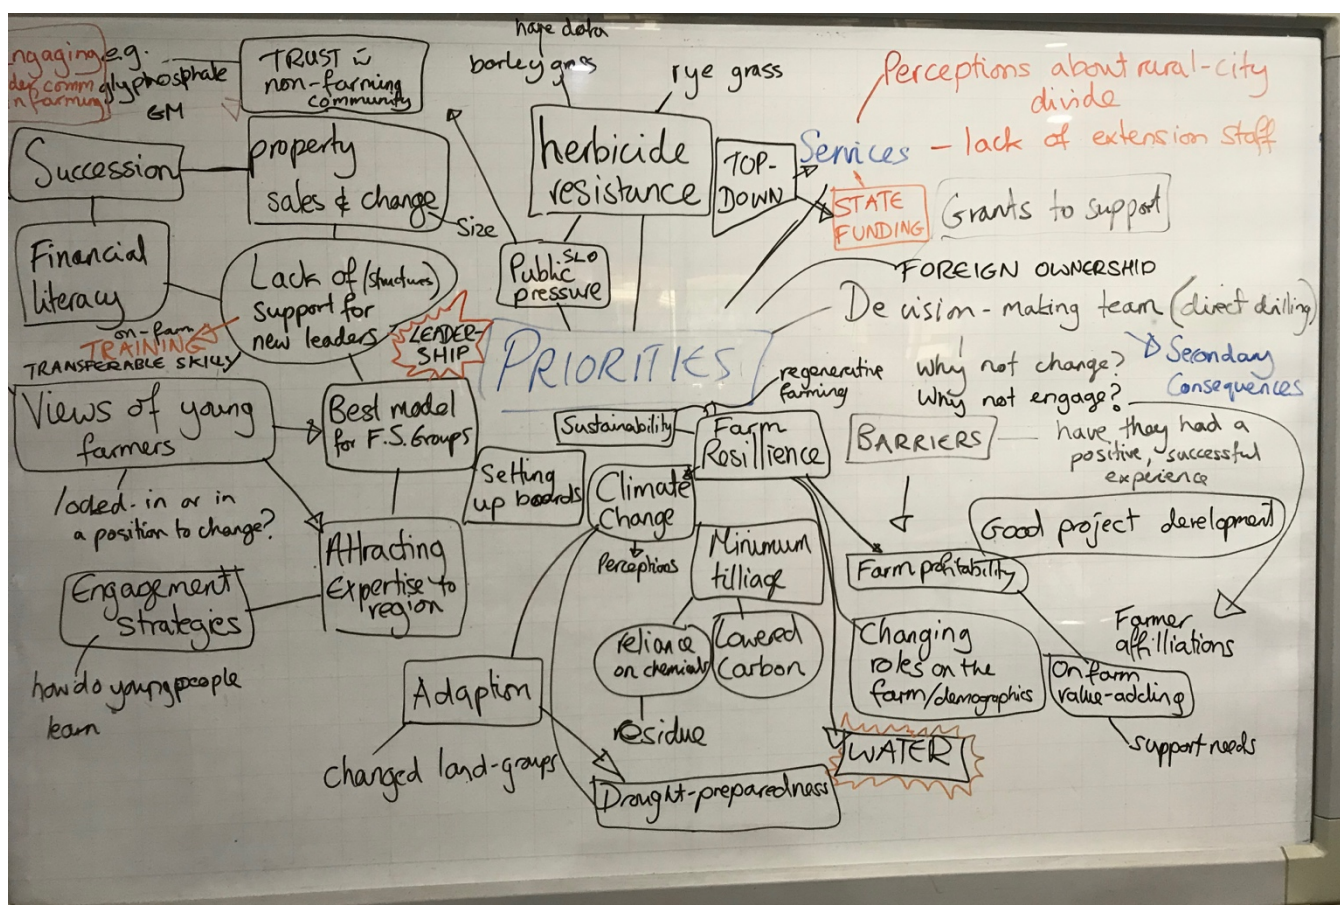 have data
barley grass
rye grass
e.g.
glyphosphate
GM
TRUST in
non-farming
community
herbicide
resistance
TOP-
DOWN
Services
Perceptions about rural-city
divide
- lack of extension staff
STATE
FUNDING
Grants to support
Succession
property
sales & change
Size
Financial
literacy
Lack of (structures)
support for
new leaders
on-farm
TRAINING
TRANSFERABLE SKILLS
LEADER-
SHIP
SLO
Public
pressure
PRIORITIES
FOREIGN OWNERSHIP
Decision-making team (direct drilling)
Secondary
Consequences
Why not change?
Why not engage?
BARRIERS
have they had a
positive, successful
experience
Good project development
Farmer
affilliations
Views of young
farmers
locked-in or in
a position to change?
Best model
for F.S. Groups
Setting
up boards
Attracting
Expertise to
region
Engagement
strategies
how do young people
learn
regenerative
farming
Sustainability
Farm
Resillience
Climate
Change
Perceptions
Minimum
tilliage
reliance
on chemicals
residue
Lowered
Carbon
Adaption
changed land-groups
Drought-preparedness
WATER
Farm profitability
Changing
roles on the
farm/demographics
On farm
value-adding
support needs